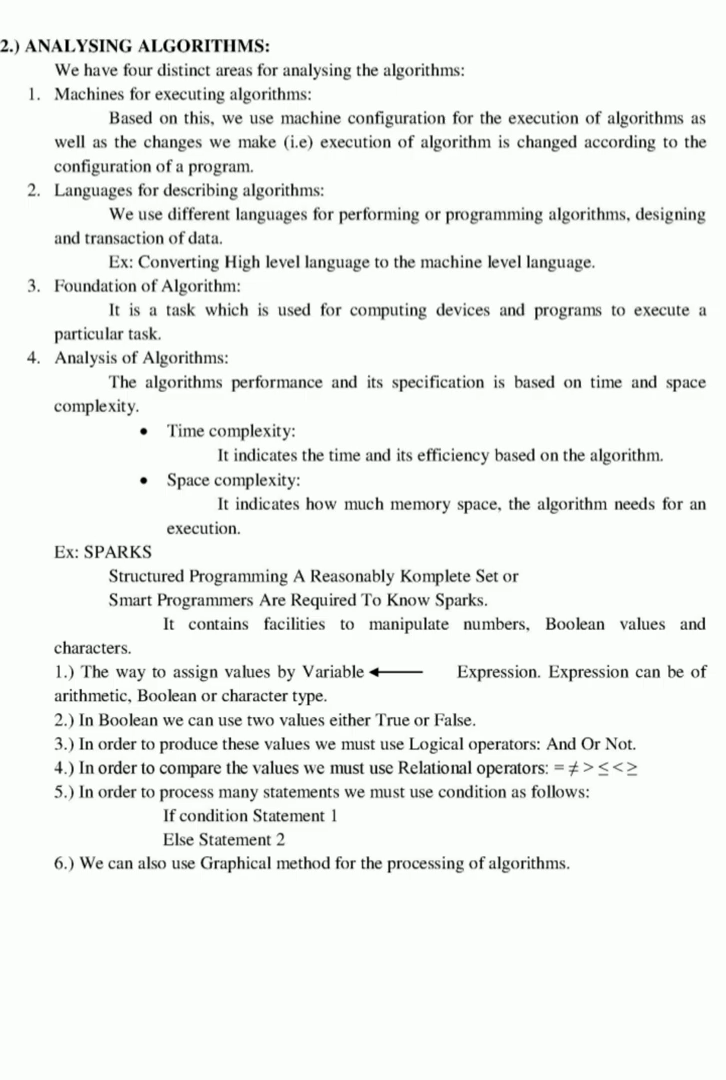 2.) ANALYSING ALGORITHMS:
We have four distinct areas for analysing the algorithms:
1. Machines for executing algorithms:
Based on this, we use machine configuration for the execution of algorithms as
well as the changes we make (i.e) execution of algorithm is changed according to the
configuration of a program.
2. Languages for describing algorithms:
We use different languages for performing or programming algorithms, designing
and transaction of data.
Ex: Converting High level language to the machine level language.
3. Foundation of Algorithm:
It is a task which is used for computing devices and programs to execute a
particular task.
4. Analysis of Algorithms:
The algorithms performance and its specification is based on time and space
complexity.
• Time complexity:
It indicates the time and its efficiency based on the algorithm.
• Space complexity:
It indicates how much memory space, the algorithm needs for an
execution.
Ex: SPARKS
Structured Programming A Reasonably Komplete Set or
Smart Programmers Are Required To Know Sparks.
It contains facilities to manipulate numbers, Boolean values and
characters.
1.) The way to assign values by Variable ← Expression. Expression can be of
arithmetic, Boolean or character type.
2.) In Boolean we can use two values either True or False.
3.) In order to produce these values we must use Logical operators: And Or Not.
4.) In order to compare the values we must use Relational operators: = ≠ > ≤ < ≥
5.) In order to process many statements we must use condition as follows:
If condition Statement 1
Else Statement 2
6.) We can also use Graphical method for the processing of algorithms.